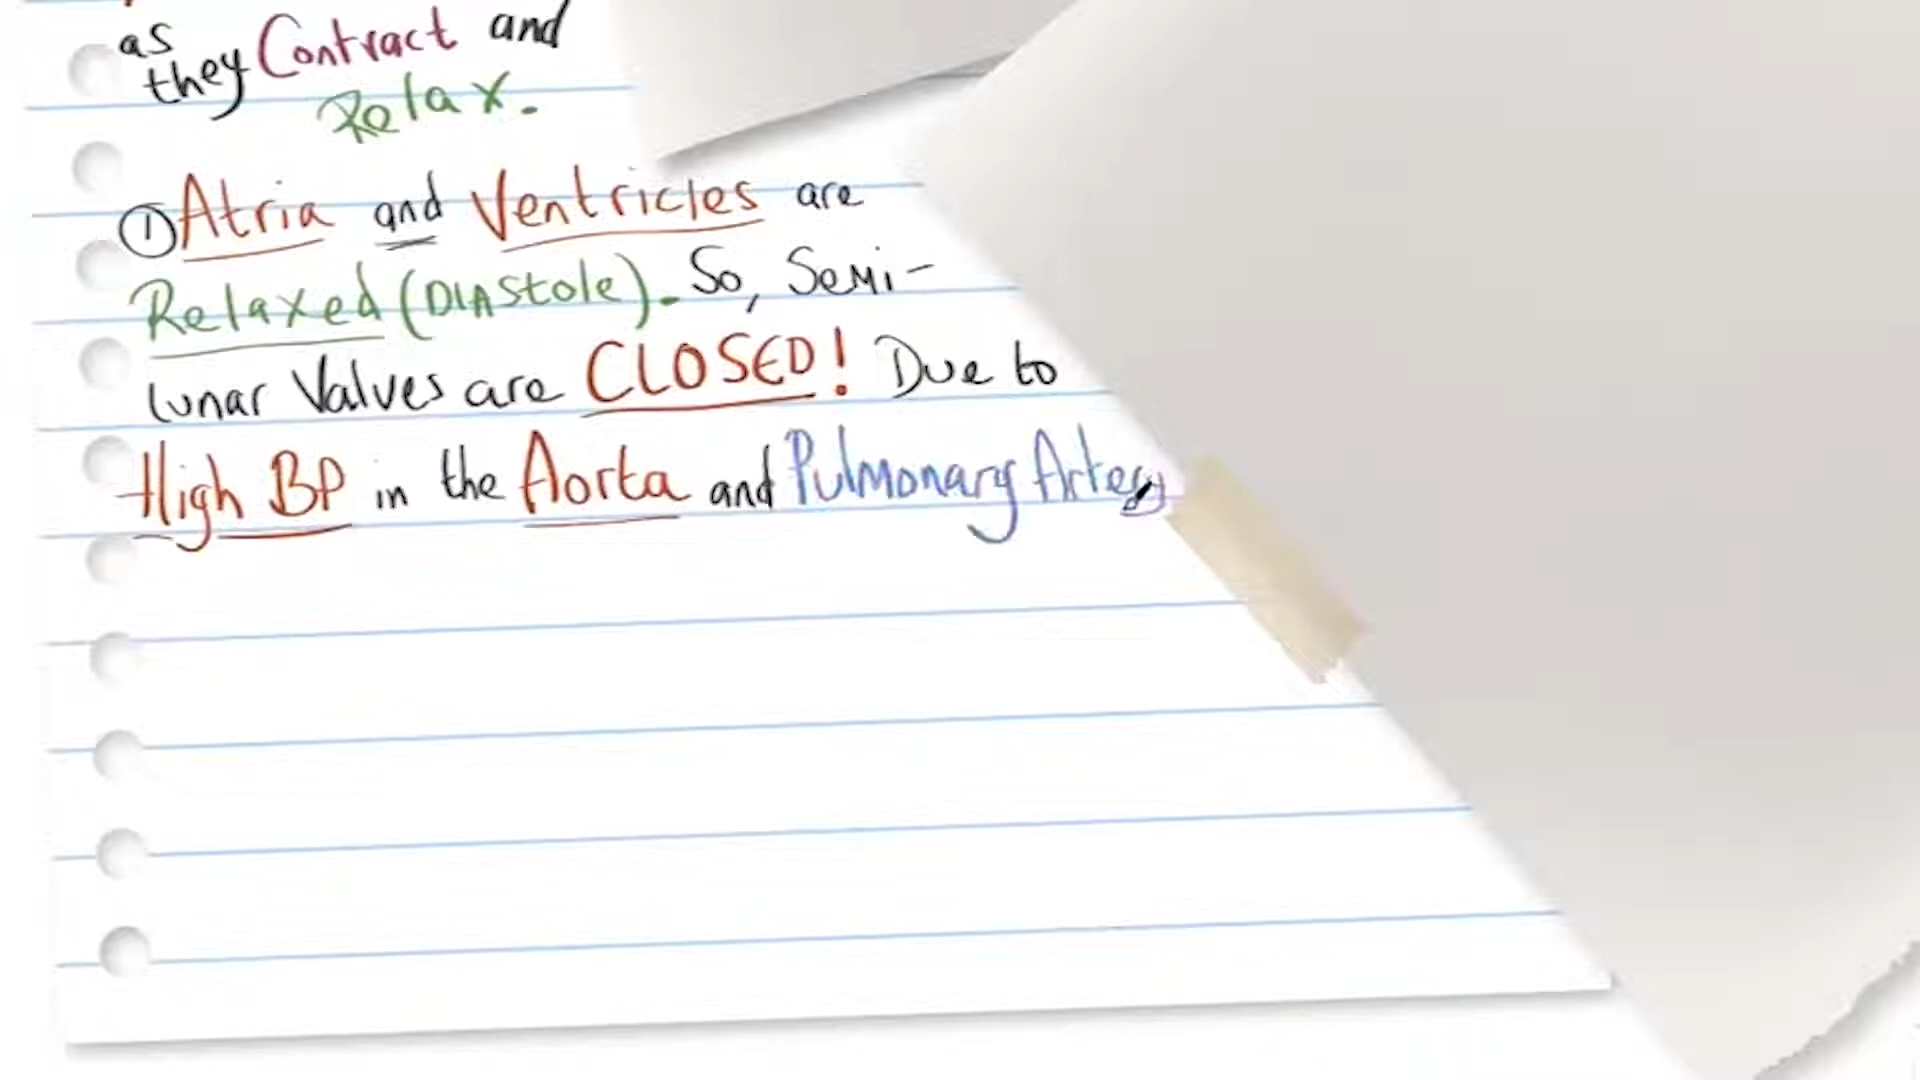 as
they Contract and
Relax.
① Atria and Ventricles are
Relaxed (DIAStole). So, Semi-
lunar Valves are CLOSED! Due to
High BP in the Aorta and Pulmonary Artery